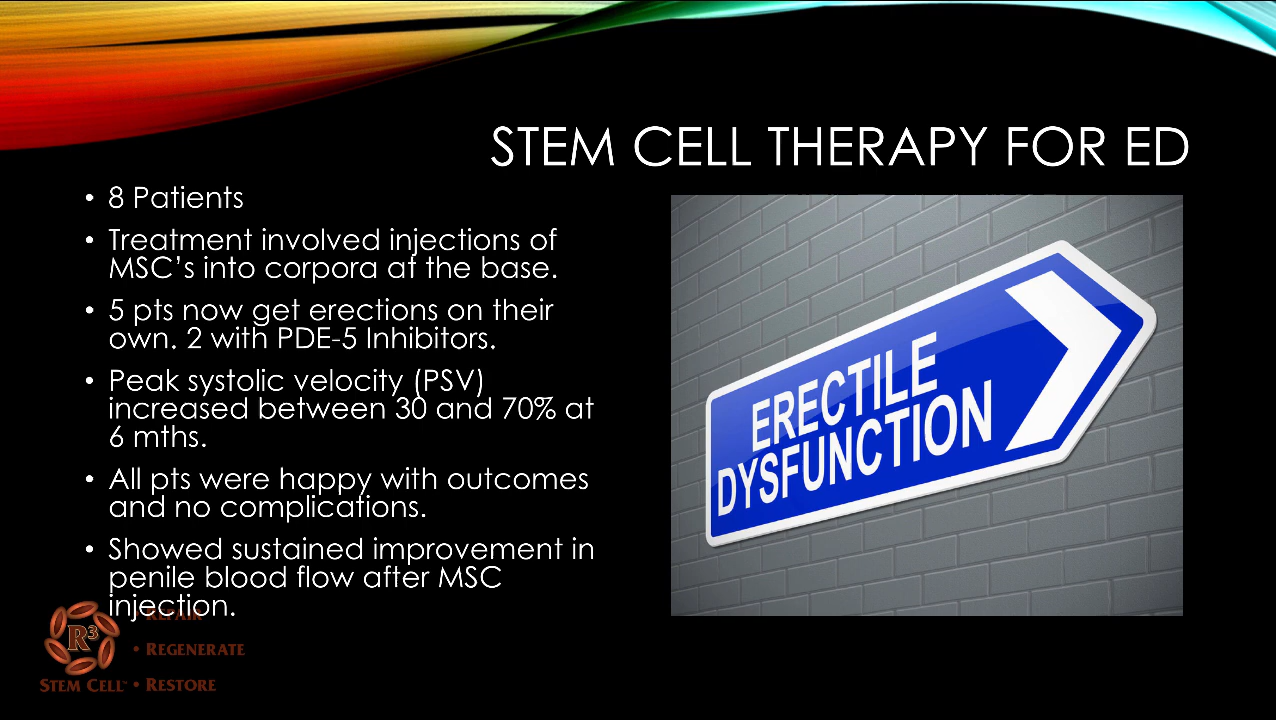 STEM CELL THERAPY FOR ED
• 8 Patients
• Treatment involved injections of
MSC's into corpora at the base.
• 5 pts now get erections on their
own. 2 with PDE-5 Inhibitors.
• Peak systolic velocity (PSV)
increased between 30 and 70% at
6 mths.
• All pts were happy with outcomes
and no complications.
• Showed sustained improvement in
penile blood flow after MSC
injection.
ERECTILE
DYSFUNCTION
R3
REPAIR
• REGENERATE
STEM CELL™ • RESTORE